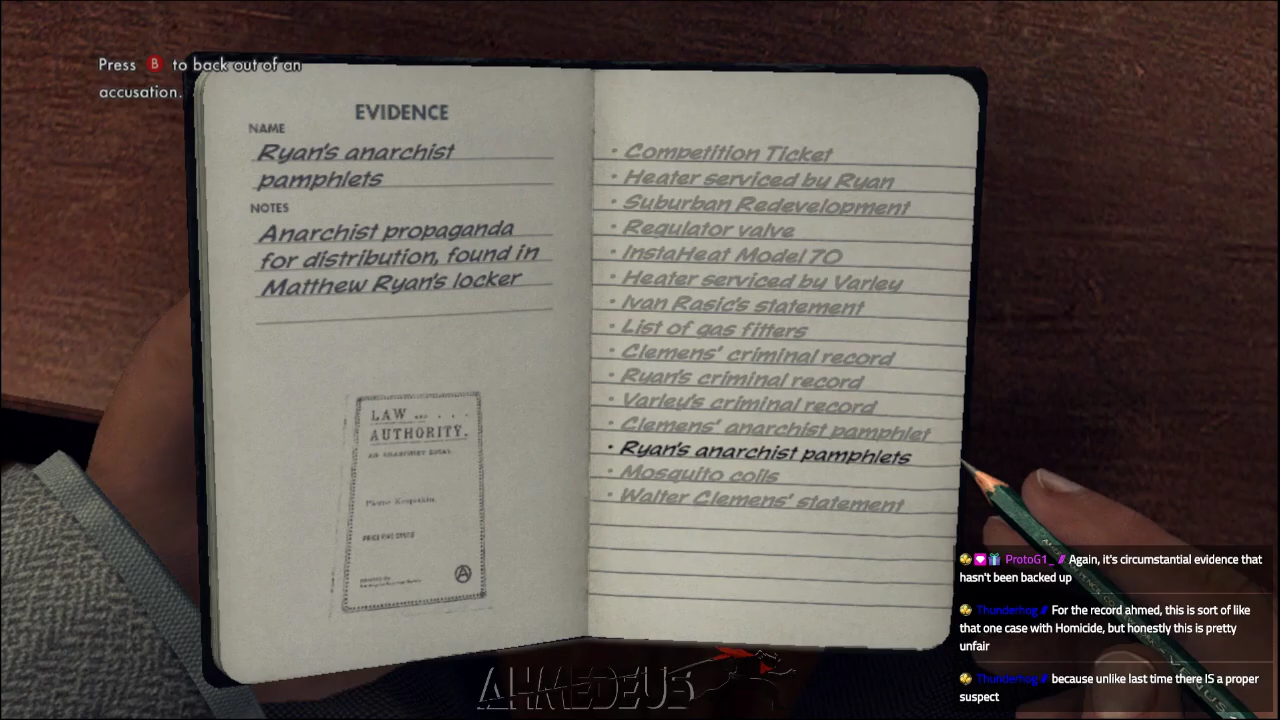 Press B to back out of an
accusation.
EVIDENCE
NAME
Ryan's anarchist
pamphlets
NOTES
Anarchist propaganda
for distribution, found in
Matthew Ryan's locker
LAW AND . . .
AUTHORITY.
AN ANARCHIST ESSAY
• Competition Ticket
• Heater serviced by Ryan
• Suburban Redevelopment
• Regulator valve
• InstaHeat Model 70
• Heater serviced by Varley
• Ivan Rasic's statement
• List of gas fitters
• Clemens' criminal record
• Ryan's criminal record
• Varley's criminal record
• Clemens' anarchist pamphlet
• Ryan's anarchist pamphlets
• Mosquito coils
• Walter Clemens' statement
ProtoG1_ // Again, it's circumstantial evidence that
hasn't been backed up
Thunderhog // For the record ahmed, this is sort of like
that one case with Homicide, but honestly this is pretty
unfair
Thunderhog // because unlike last time there IS a proper
suspect
AHMEDEUS